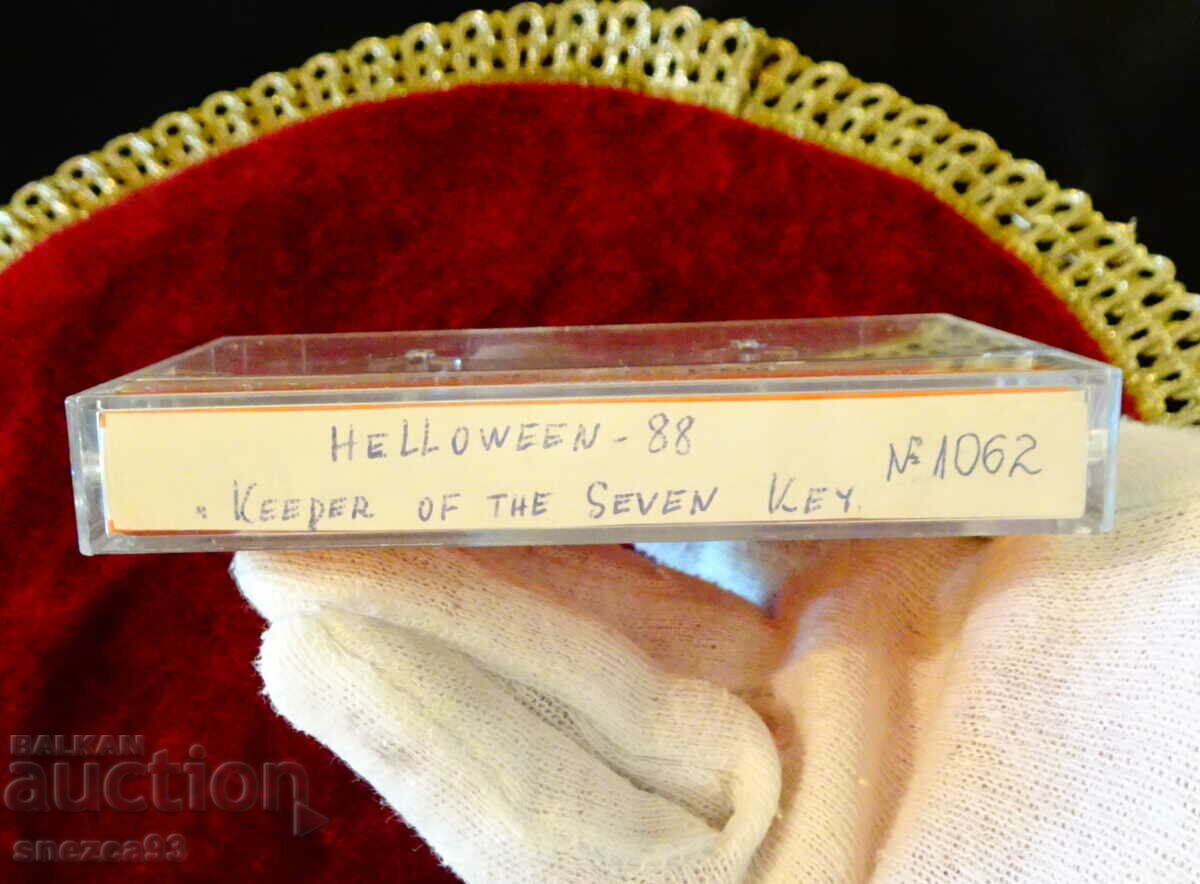 HELLOWEEN - 88
№ 1062
" KEEPER OF THE SEVEN KEY.
BALKAN
auction
snezca93